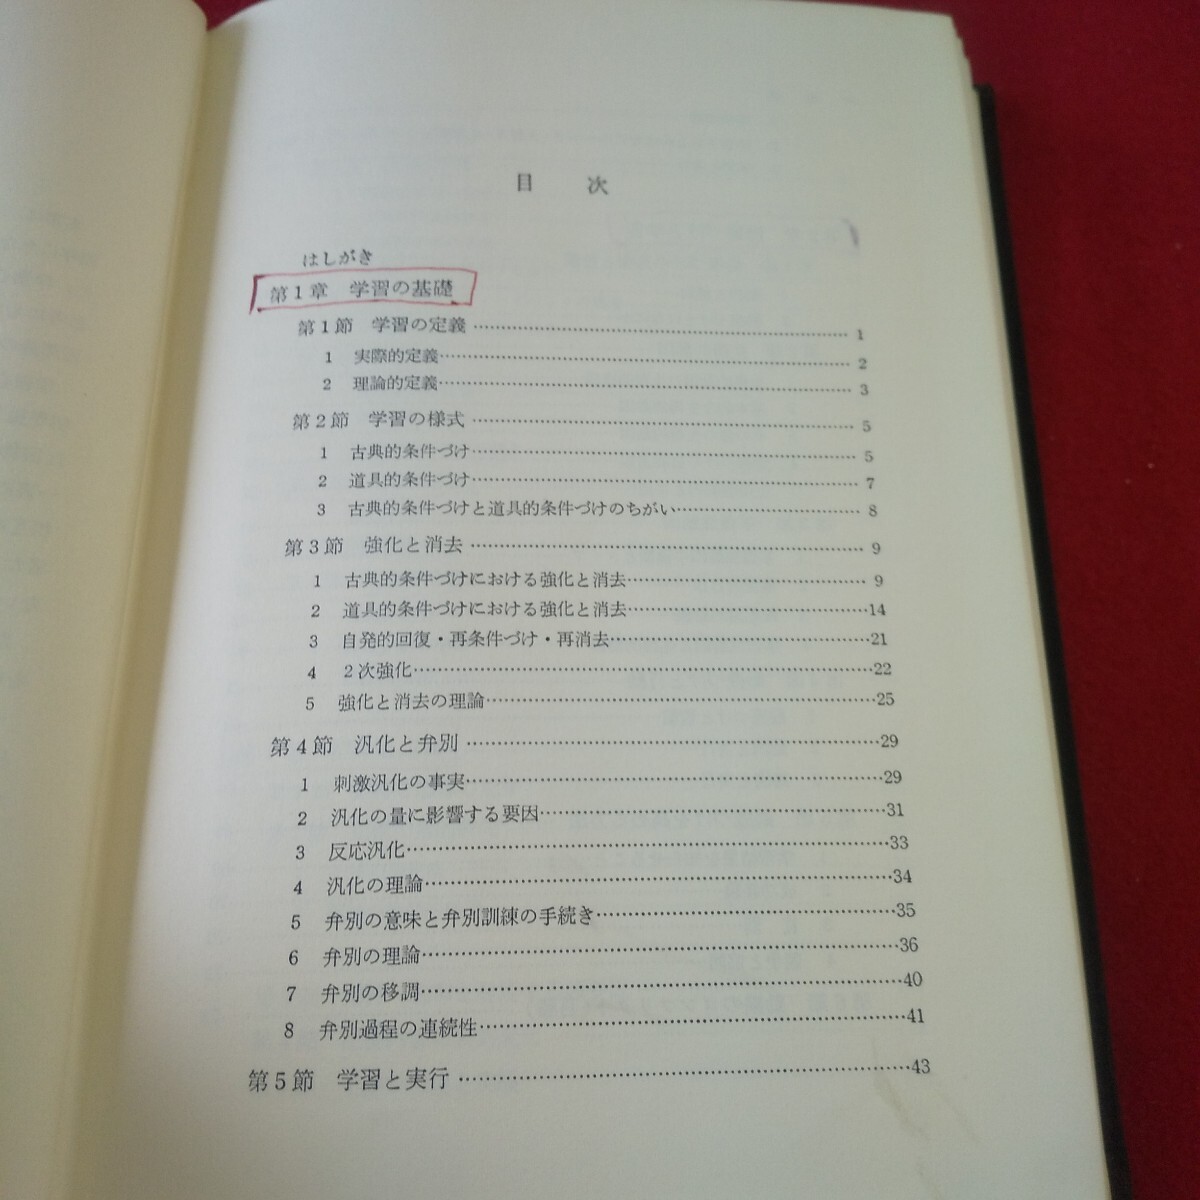 目　次
はしがき
第1章　学習の基礎
第1節　学習の定義……1
1　実際的定義……2
2　理論的定義……3
第2節　学習の様式……5
1　古典的条件づけ……5
2　道具的条件づけ……7
3　古典的条件づけと道具的条件づけのちがい……8
第3節　強化と消去……9
1　古典的条件づけにおける強化と消去……9
2　道具的条件づけにおける強化と消去……14
3　自発的回復・再条件づけ・再消去……21
4　2次強化……22
5　強化と消去の理論……25
第4節　汎化と弁別……29
1　刺激汎化の事実……29
2　汎化の量に影響する要因……31
3　反応汎化……33
4　汎化の理論……34
5　弁別の意味と弁別訓練の手続き……35
6　弁別の理論……36
7　弁別の移調……40
8　弁別過程の連続性……41
第5節　学習と実行……43